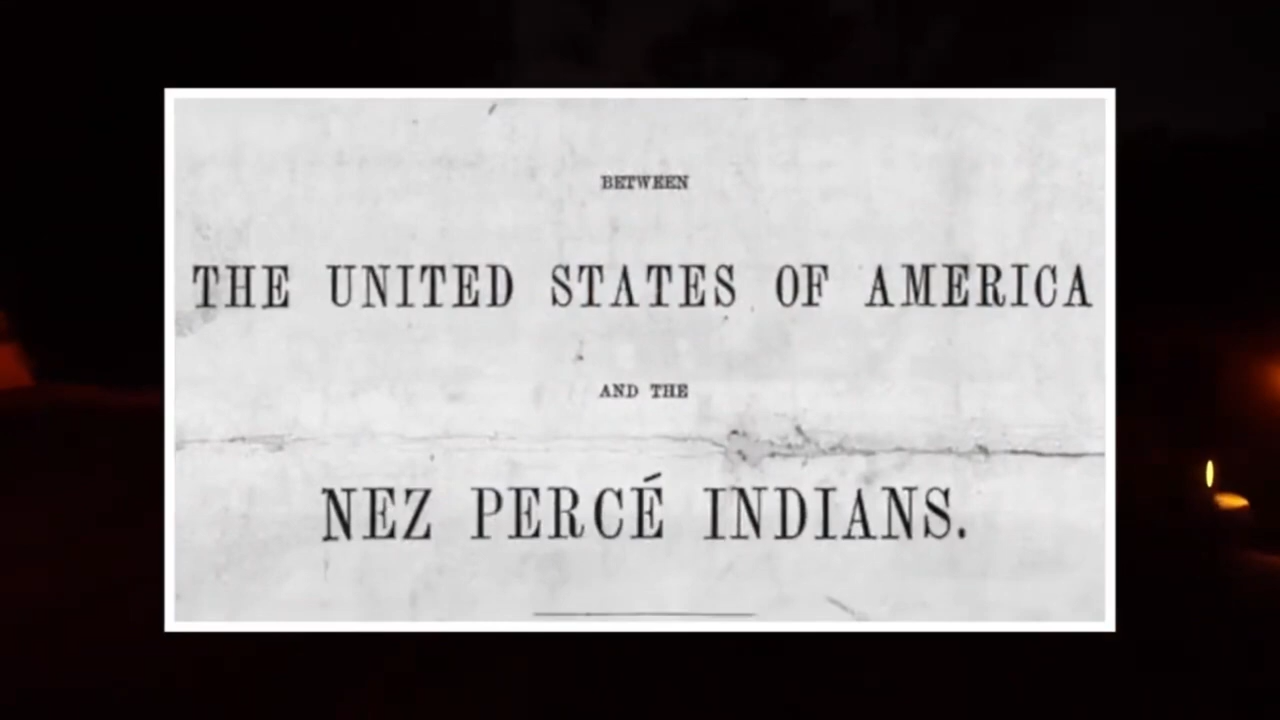 BETWEEN
THE UNITED STATES OF AMERICA
AND THE
NEZ PERCÉ INDIANS.